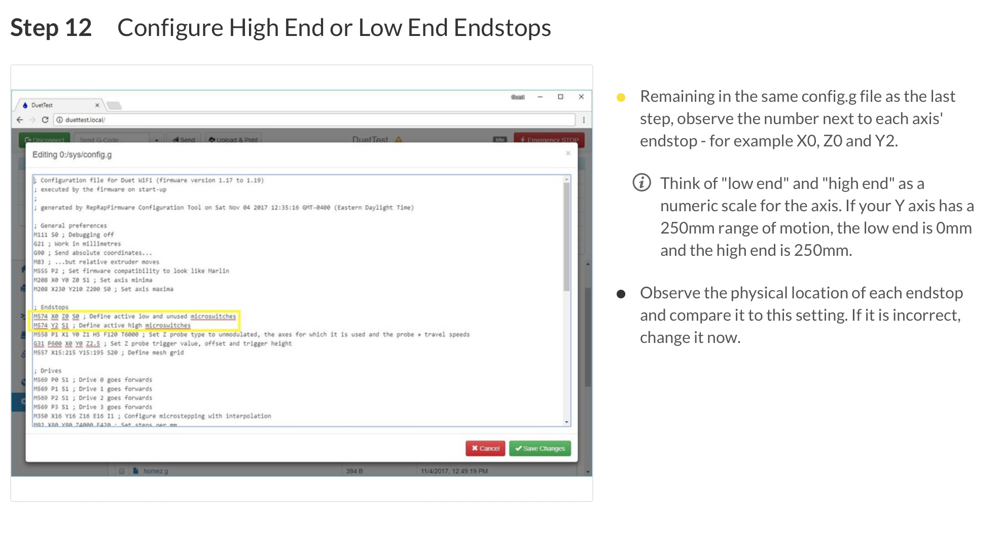 Step 12 Configure High End or Low End Endstops
DuetTest
duettest.local/
Disconnect Send G-Code Send Upload & Print DuetTest Idle Emergency STOP
Editing 0:/sys/config.g
; Configuration file for Duet WiFi (firmware version 1.17 to 1.19)
; executed by the firmware on start-up
;
; generated by RepRapFirmware Configuration Tool on Sat Nov 04 2017 12:35:16 GMT-0400 (Eastern Daylight Time)
; General preferences
M111 S0 ; Debugging off
G21 ; Work in millimetres
G90 ; Send absolute coordinates...
M83 ; ...but relative extruder moves
M555 P2 ; Set firmware compatibility to look like Marlin
M208 X0 Y0 Z0 S1 ; Set axis minima
M208 X230 Y210 Z200 S0 ; Set axis maxima
; Endstops
M574 X0 Z0 S0 ; Define active low and unused microswitches
M574 Y2 S1 ; Define active high microswitches
M558 P1 X1 Y0 Z1 H5 F120 T6000 ; Set Z probe type to unmodulated, the axes for which it is used and the probe + travel speeds
G31 P600 X0 Y0 Z2.5 ; Set Z probe trigger value, offset and trigger height
M557 X15:215 Y15:195 S20 ; Define mesh grid
; Drives
M569 P0 S1 ; Drive 0 goes forwards
M569 P1 S1 ; Drive 1 goes forwards
M569 P2 S1 ; Drive 2 goes forwards
M569 P3 S1 ; Drive 3 goes forwards
M350 X16 Y16 Z16 E16 I1 ; Configure microstepping with interpolation
M92 X80 Y80 Z4000 E420 ; Set steps per mm
Cancel Save Changes
homez.g 394 B 11/4/2017, 12:49:19 PM
Remaining in the same config.g file as the last
step, observe the number next to each axis'
endstop - for example X0, Z0 and Y2.
Think of "low end" and "high end" as a
numeric scale for the axis. If your Y axis has a
250mm range of motion, the low end is 0mm
and the high end is 250mm.
Observe the physical location of each endstop
and compare it to this setting. If it is incorrect,
change it now.